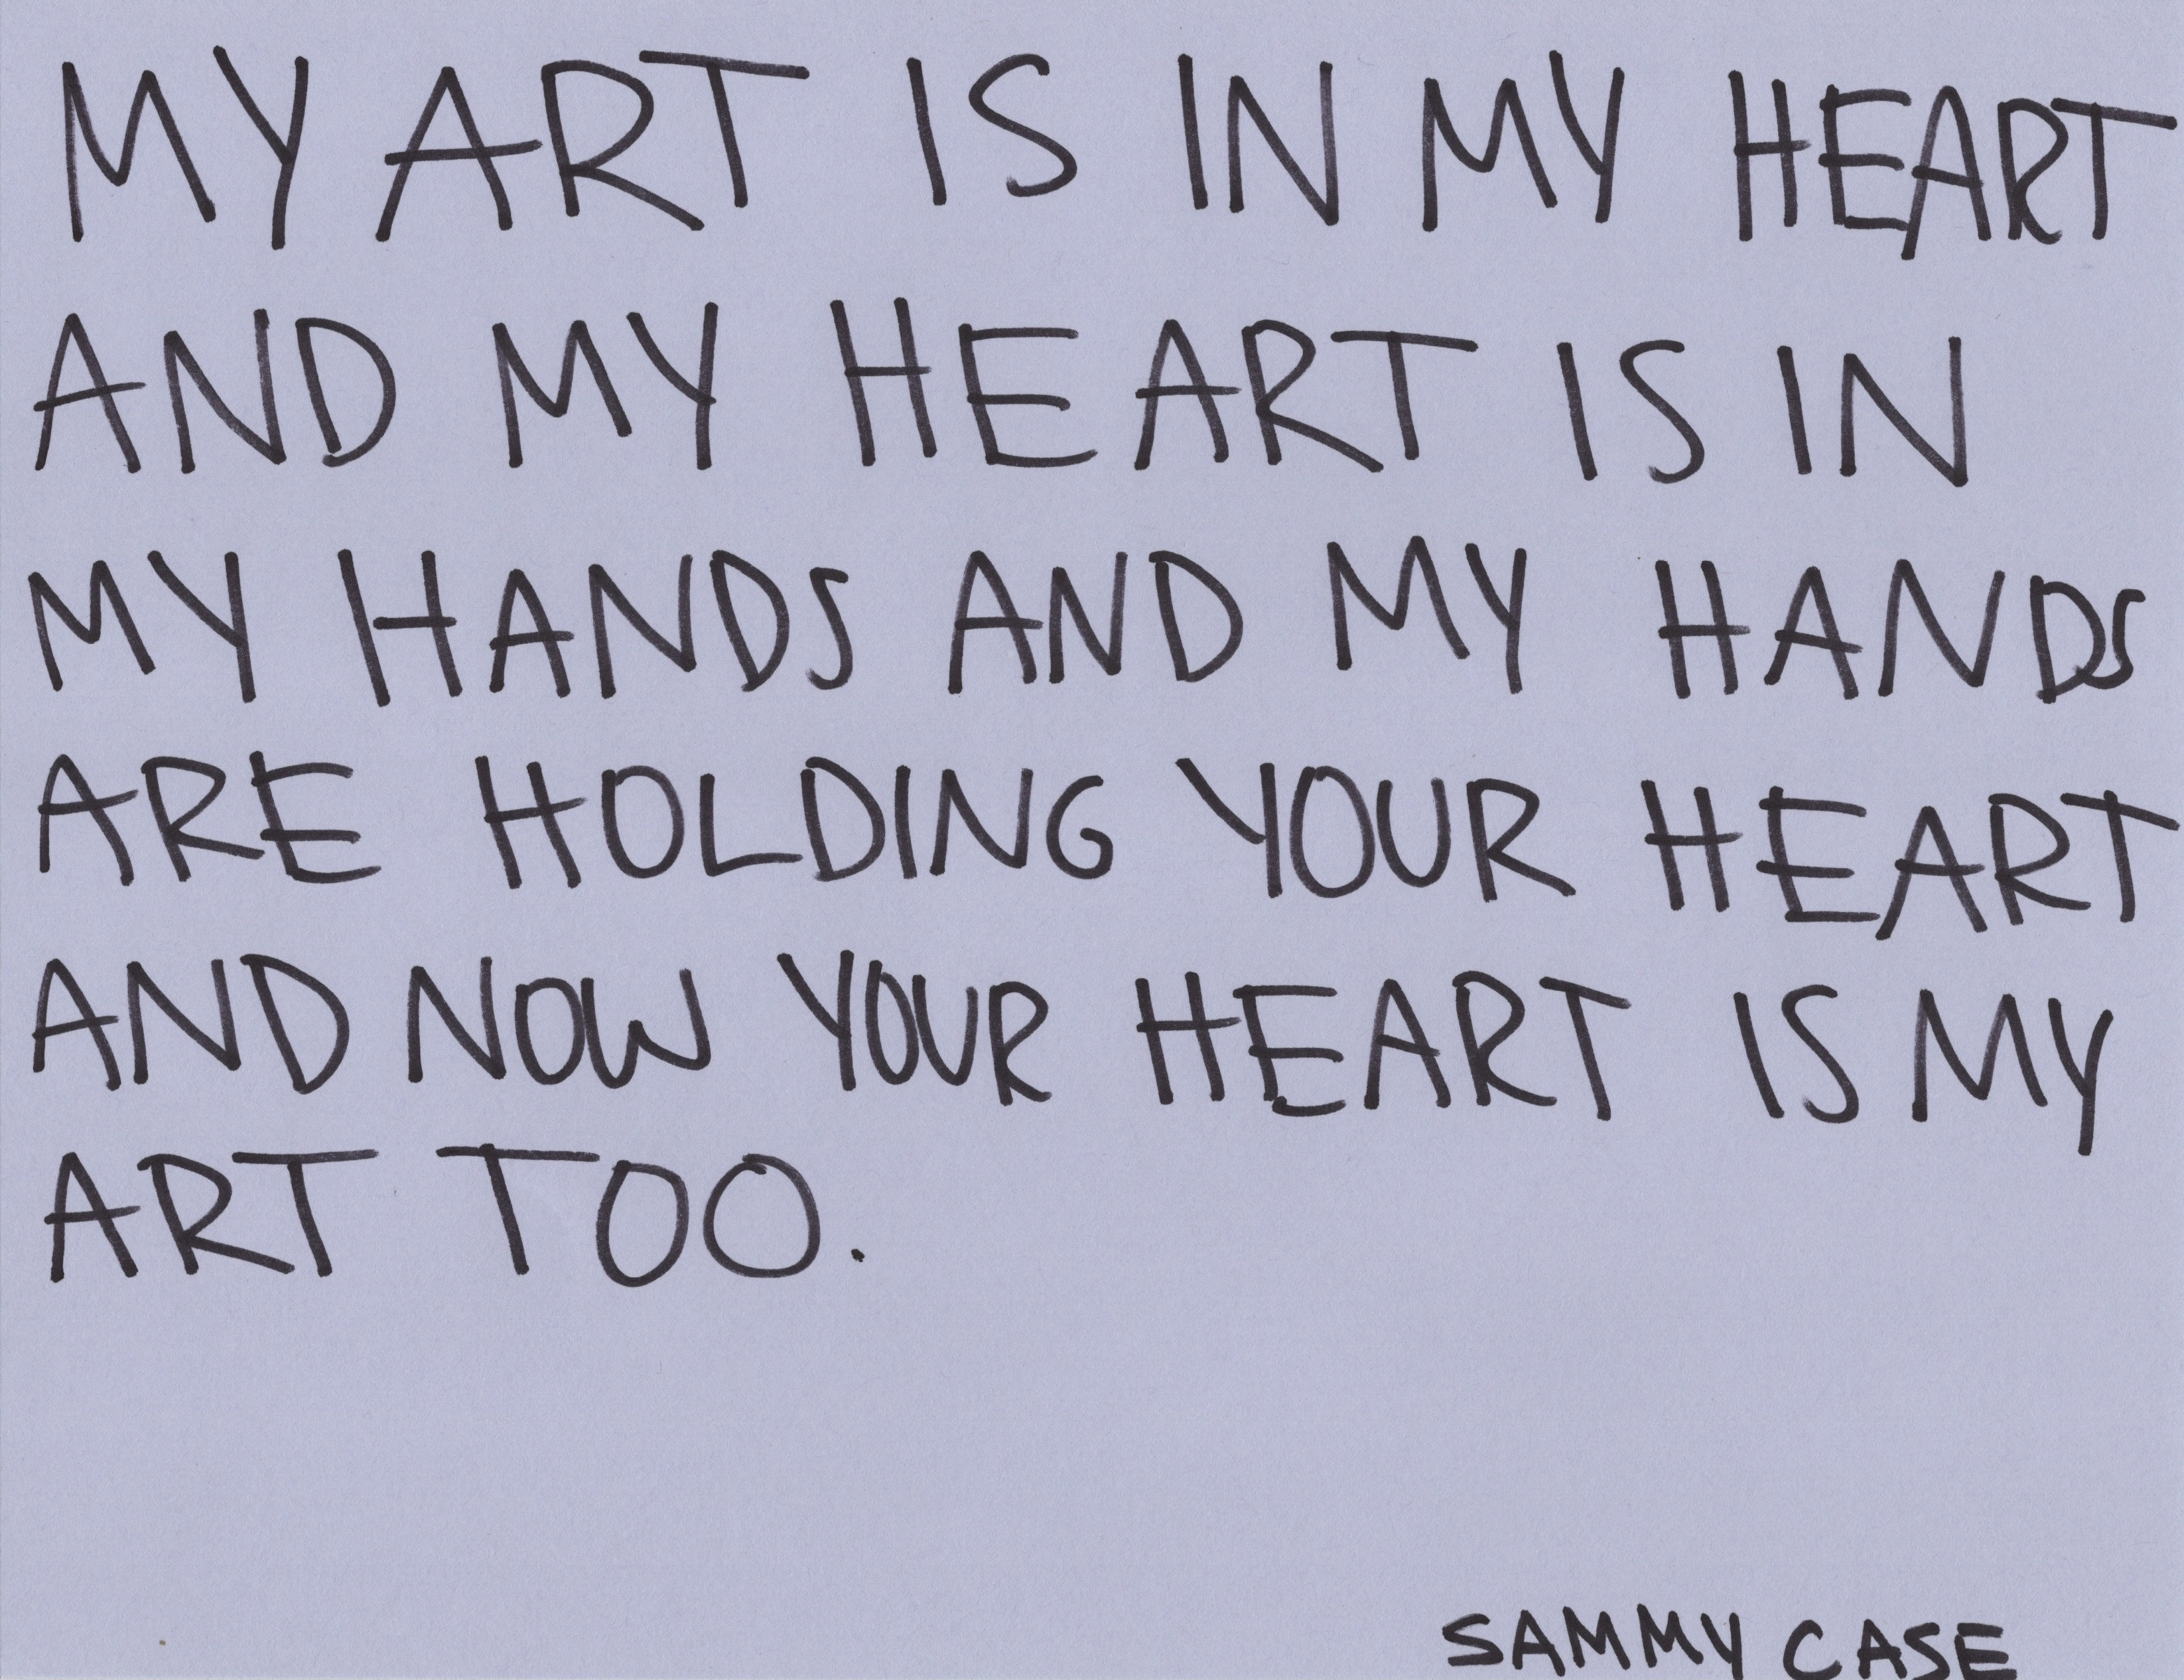 MY ART IS IN MY HEART
AND MY HEART IS IN
MY HANDS AND MY HANDS
ARE HOLDING YOUR HEART
AND NOW YOUR HEART IS MY
ART TOO.
SAMMY CASE